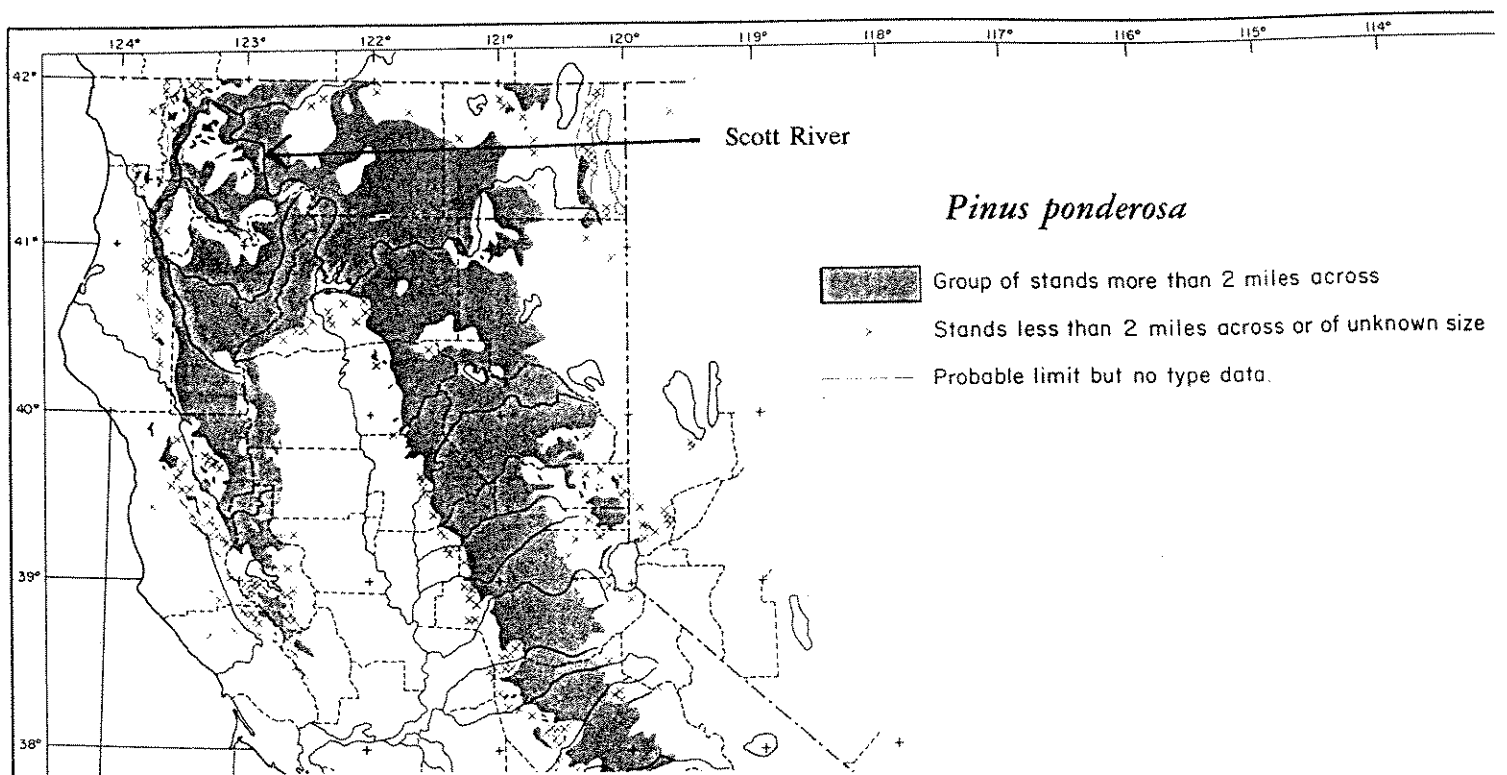 124° 123° 122° 121° 120° 119° 118° 117° 116° 115° 114°
42°
Scott River
Pinus ponderosa
41°
Group of stands more than 2 miles across
Stands less than 2 miles across or of unknown size
Probable limit but no type data.
40°
39°
38°